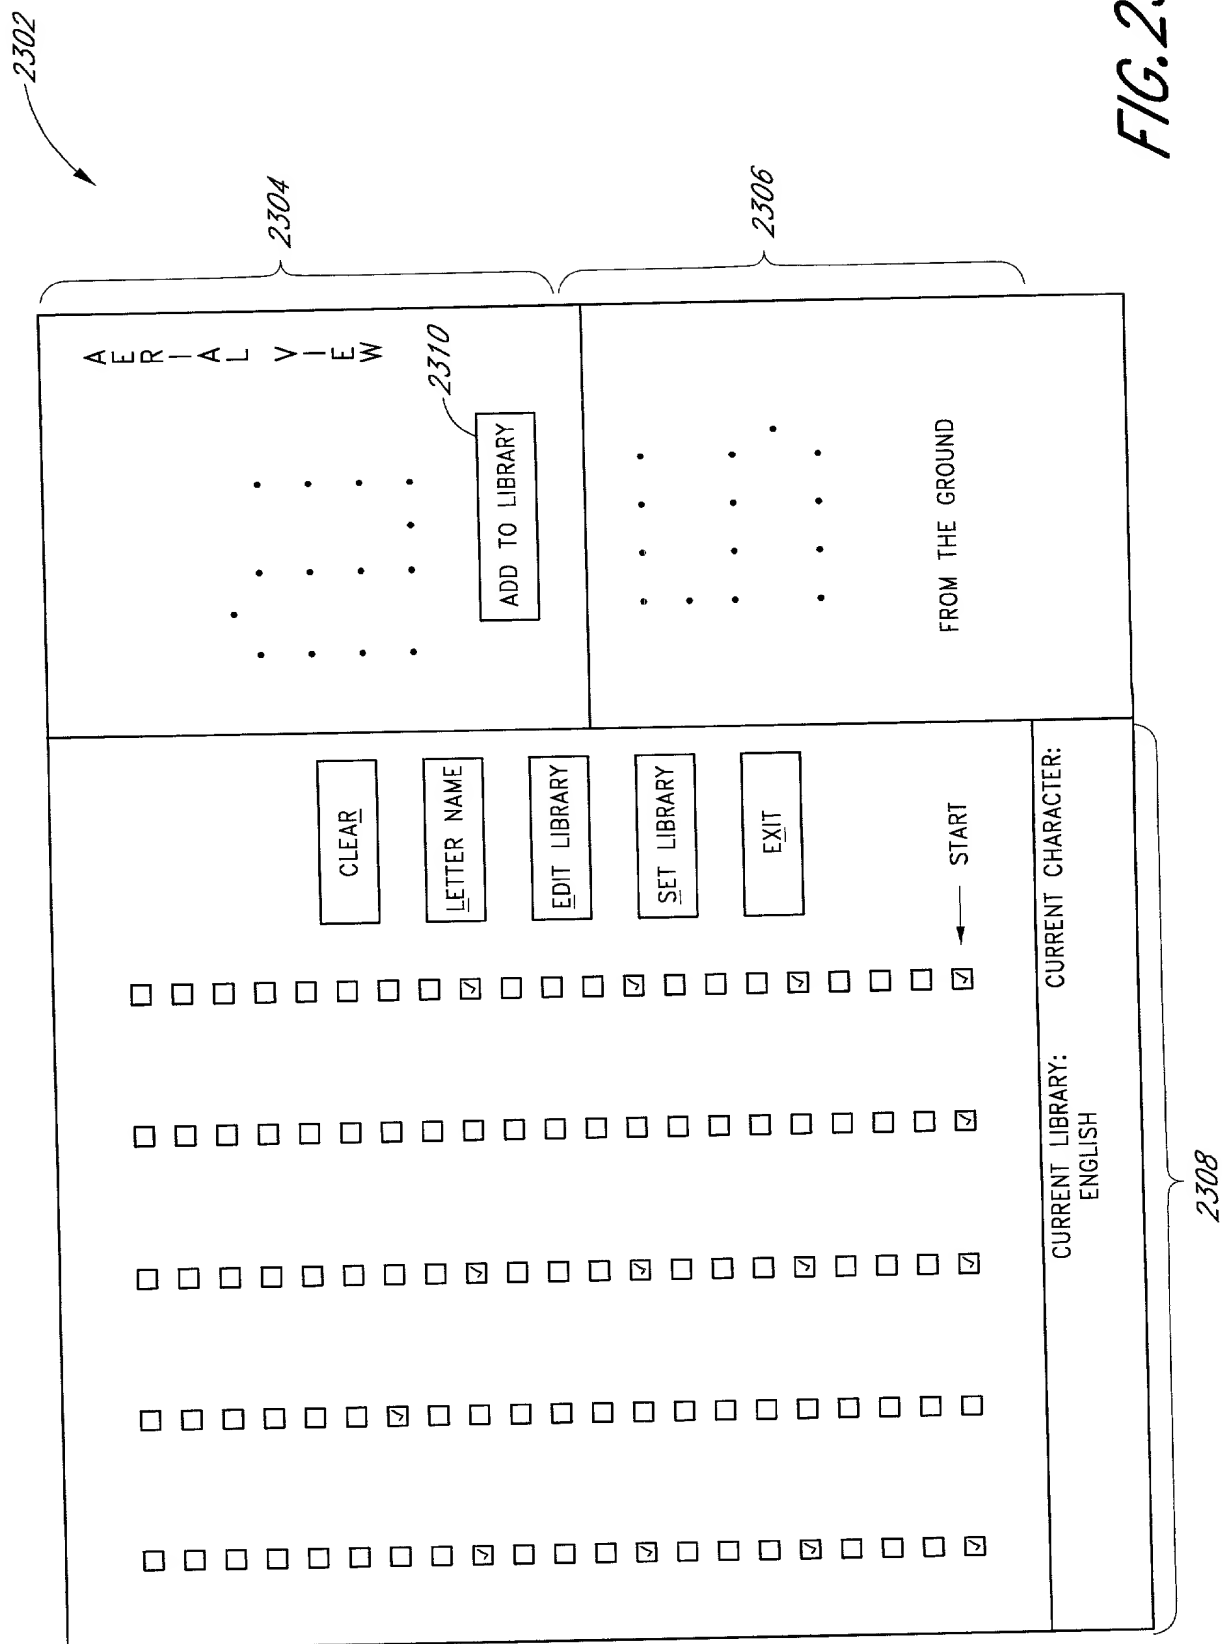 2302
2304
2306
AERIAL VIEW
2310
ADD TO LIBRARY
FROM THE GROUND
CLEAR
LETTER NAME
EDIT LIBRARY
SET LIBRARY
EXIT
START
CURRENT LIBRARY:
ENGLISH
CURRENT CHARACTER:
2308